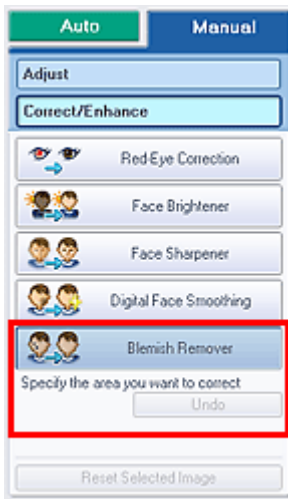 Auto Manual
Adjust
Correct/Enhance
Red-Eye Correction
Face Brightener
Face Sharpener
Digital Face Smoothing
Blemish Remover
Specify the area you want to correct
Undo
Reset Selected Image